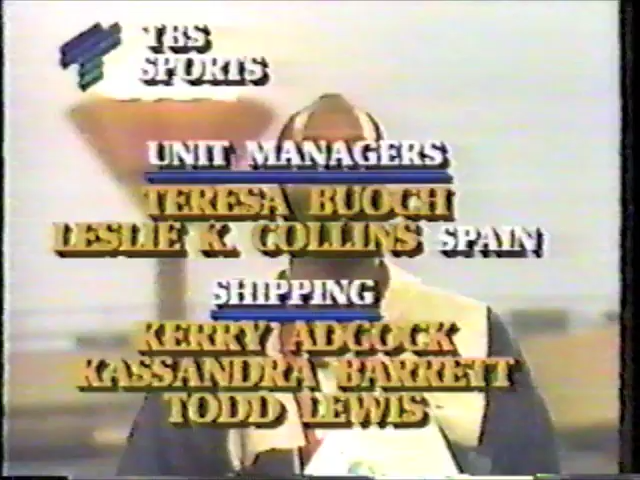 TBS
SPORTS
UNIT MANAGERS
TERESA BUOCH
LESLIE K. COLLINS SPAIN
SHIPPING
KERRY ADCOCK
KASSANDRA BARRETT
TODD LEWIS